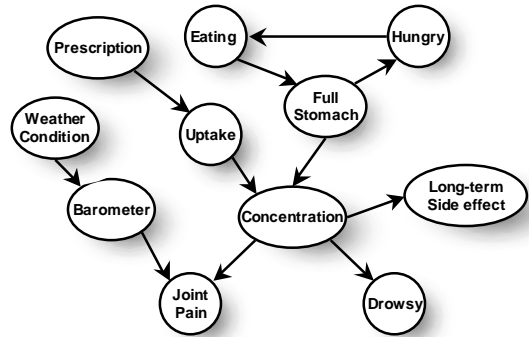 Prescription
Eating
Hungry
Full
Stomach
Weather
Condition
Uptake
Barometer
Concentration
Long-term
Side effect
Joint
Pain
Drowsy